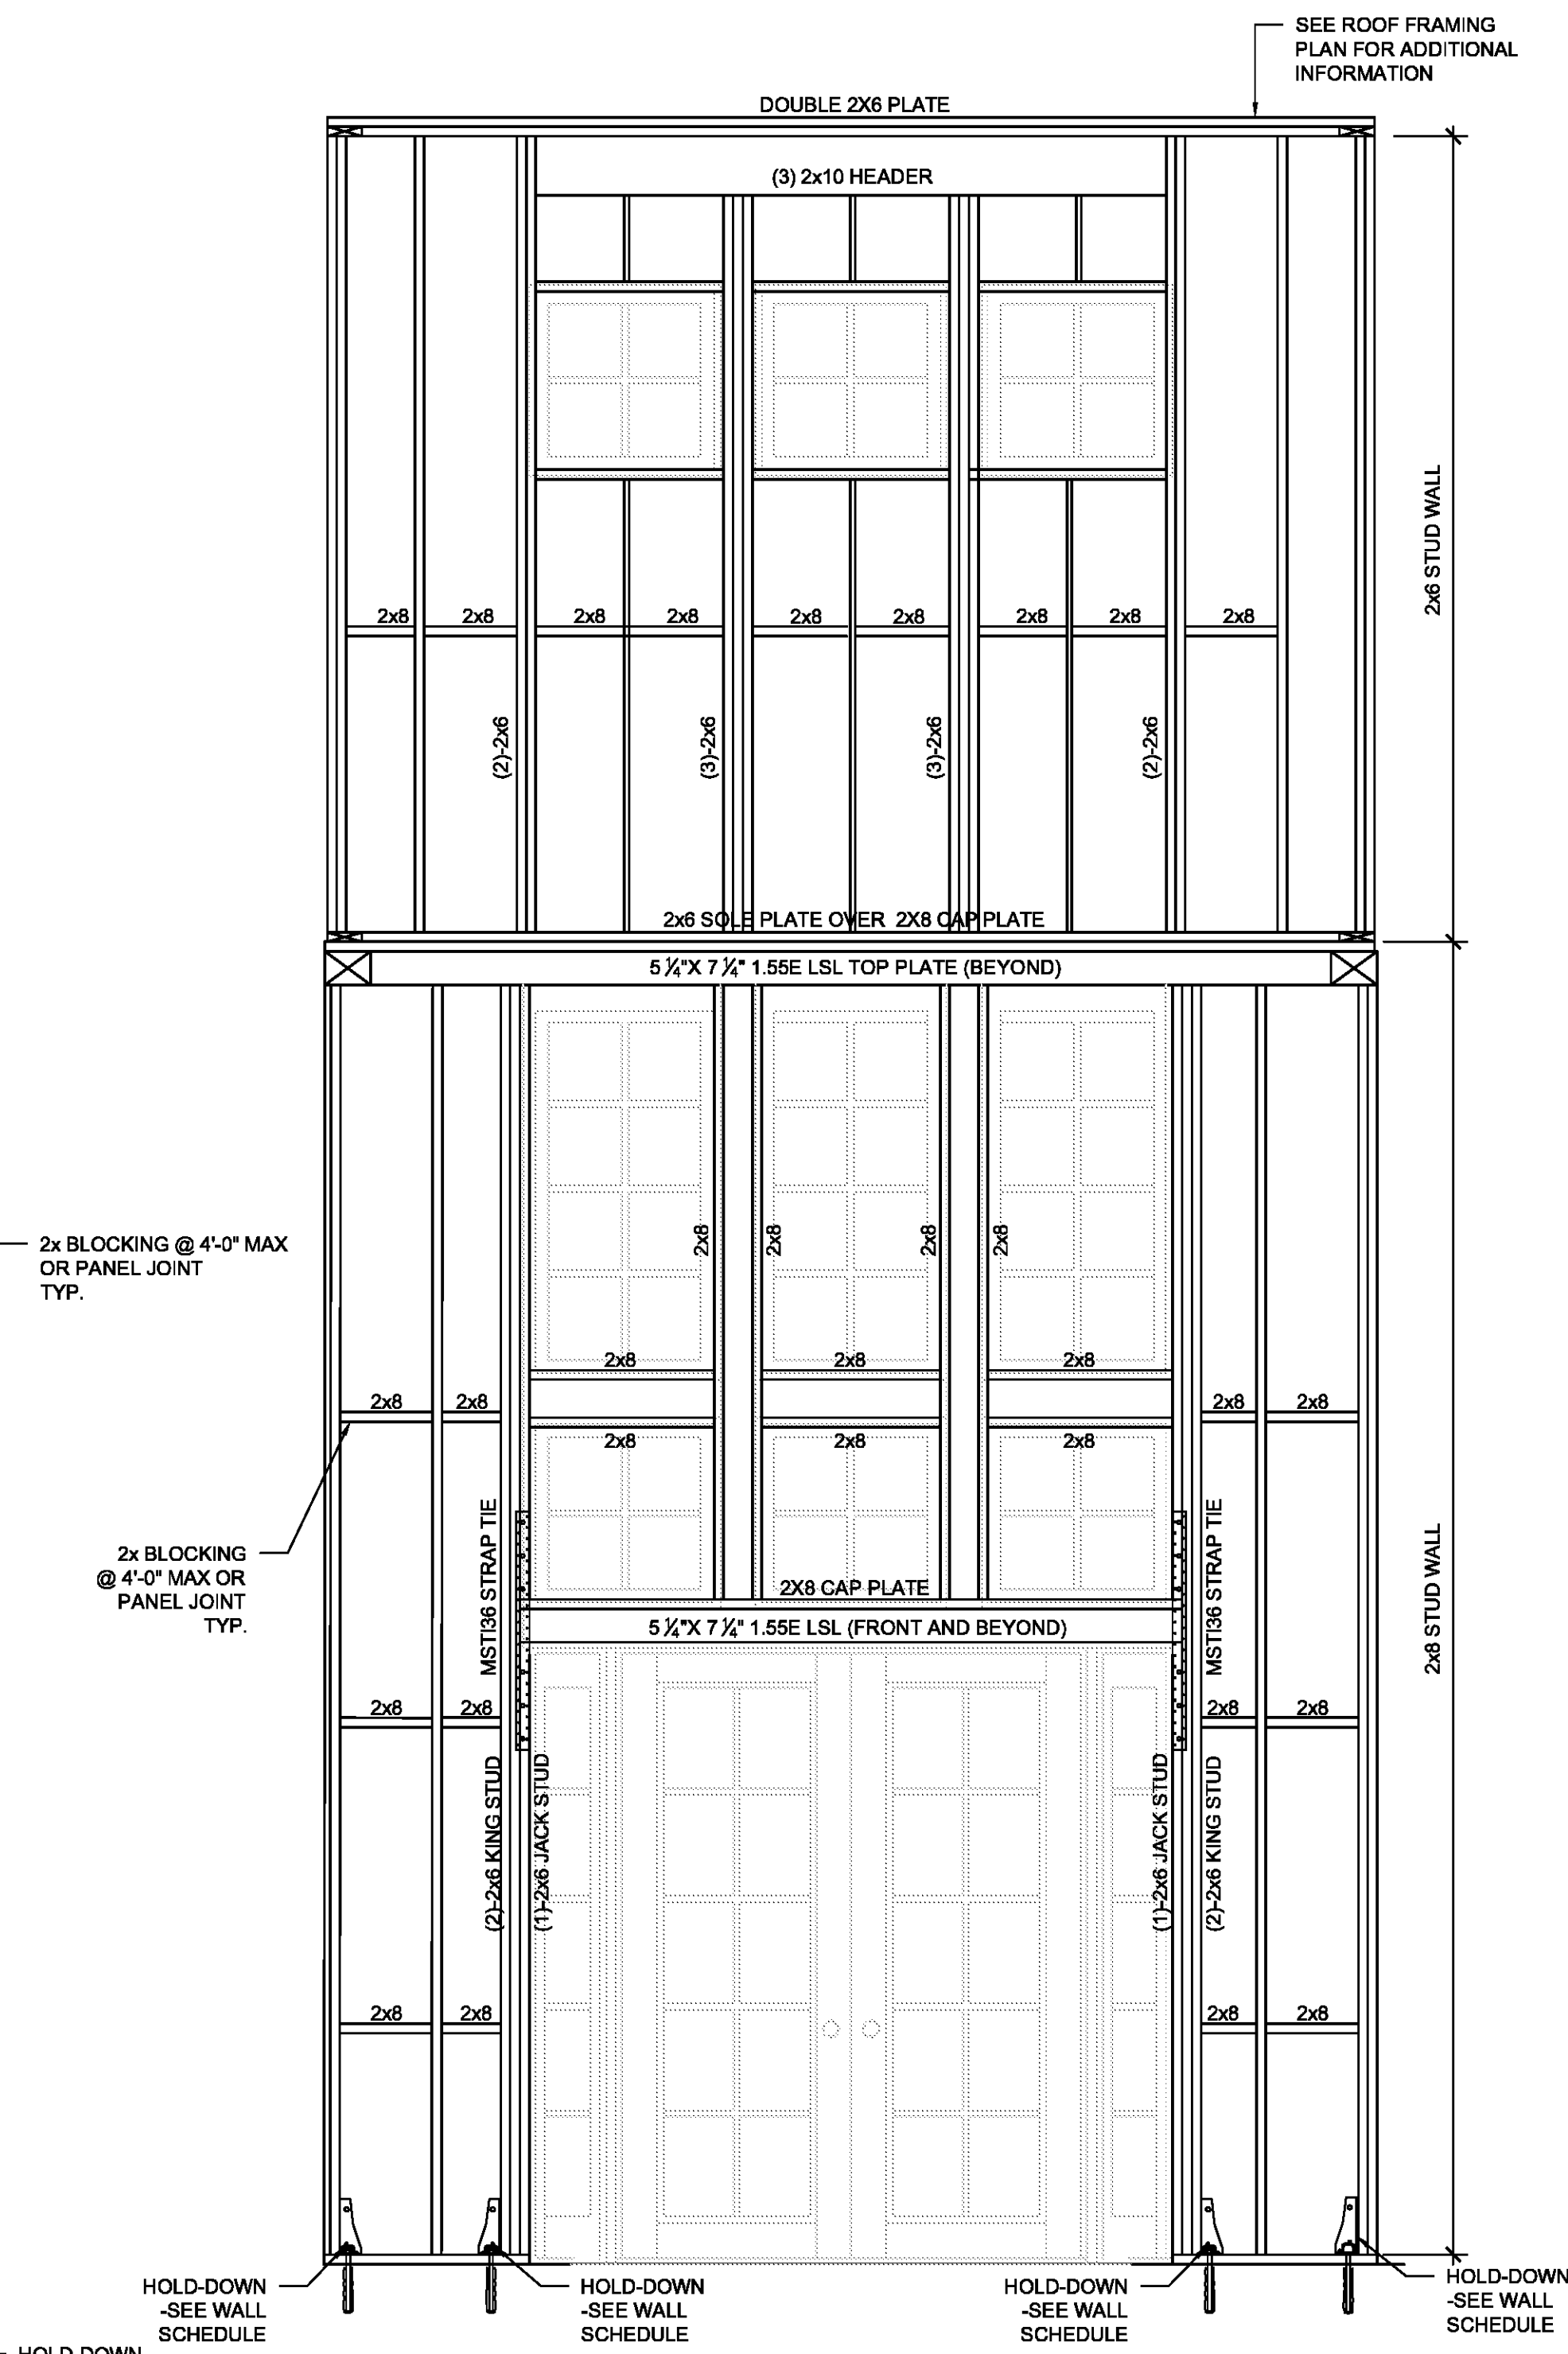 SEE ROOF FRAMING
PLAN FOR ADDITIONAL
INFORMATION
DOUBLE 2X6 PLATE
(3) 2x10 HEADER
2x6 STUD WALL
2x8
2x8
2x8
2x8
2x8
2x8
2x8
2x8
2x8
(2)-2x6
(3)-2x6
(3)-2x6
(2)-2x6
2x6 SOLE PLATE OVER 2X8 CAP PLATE
5 ¼"X 7 ¼" 1.55E LSL TOP PLATE (BEYOND)
2x BLOCKING @ 4'-0" MAX
OR PANEL JOINT
TYP.
2x8
2x8
2x8
2x8
2x8
2x8
2x8
2x8
2x8
2x8
2x8
2x8
2x8
2x8
2x BLOCKING
@ 4'-0" MAX OR
PANEL JOINT
TYP.
MSTI36 STRAP TIE
MSTI36 STRAP TIE
2x8 STUD WALL
2X8 CAP PLATE
5 ¼"X 7 ¼" 1.55E LSL (FRONT AND BEYOND)
2x8
2x8
2x8
2x8
(2)-2x6 KING STUD
(1)-2x6 JACK STUD
(1)-2x6 JACK STUD
(2)-2x6 KING STUD
2x8
2x8
2x8
2x8
HOLD-DOWN
-SEE WALL
SCHEDULE
HOLD-DOWN
-SEE WALL
SCHEDULE
HOLD-DOWN
-SEE WALL
SCHEDULE
HOLD-DOWN
-SEE WALL
SCHEDULE
HOLD-DOWN